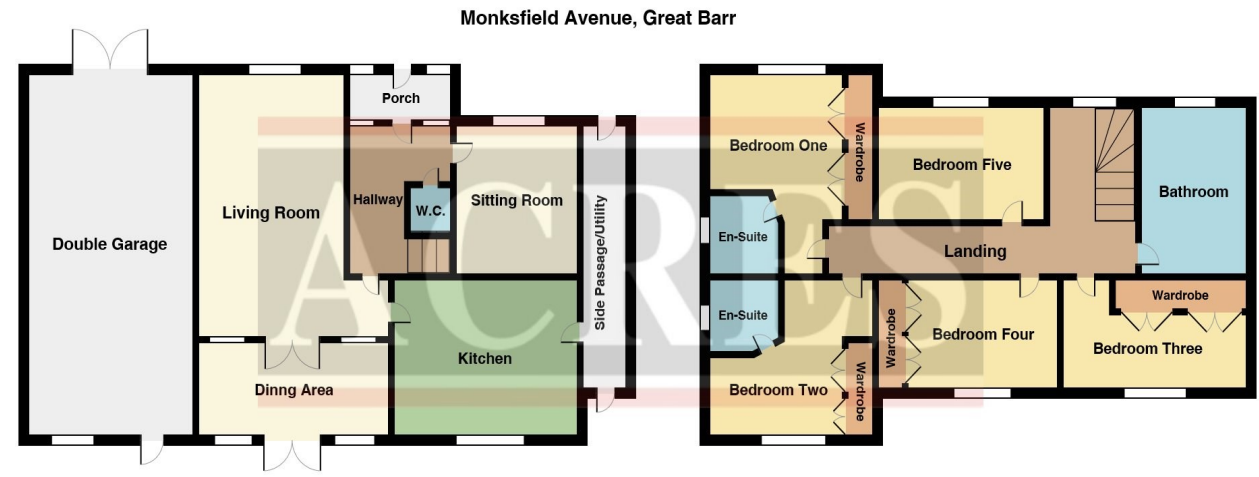 Monksfield Avenue, Great Barr
Porch
Double Garage
Living Room
Hallway
W.C.
Sitting Room
Side Passage/Utility
Kitchen
Dinng Area
ACRES
Bedroom One
Wardrobe
Bedroom Five
Bathroom
En-Suite
Landing
En-Suite
Wardrobe
Bedroom Four
Wardrobe
Bedroom Three
Bedroom Two
Wardrobe